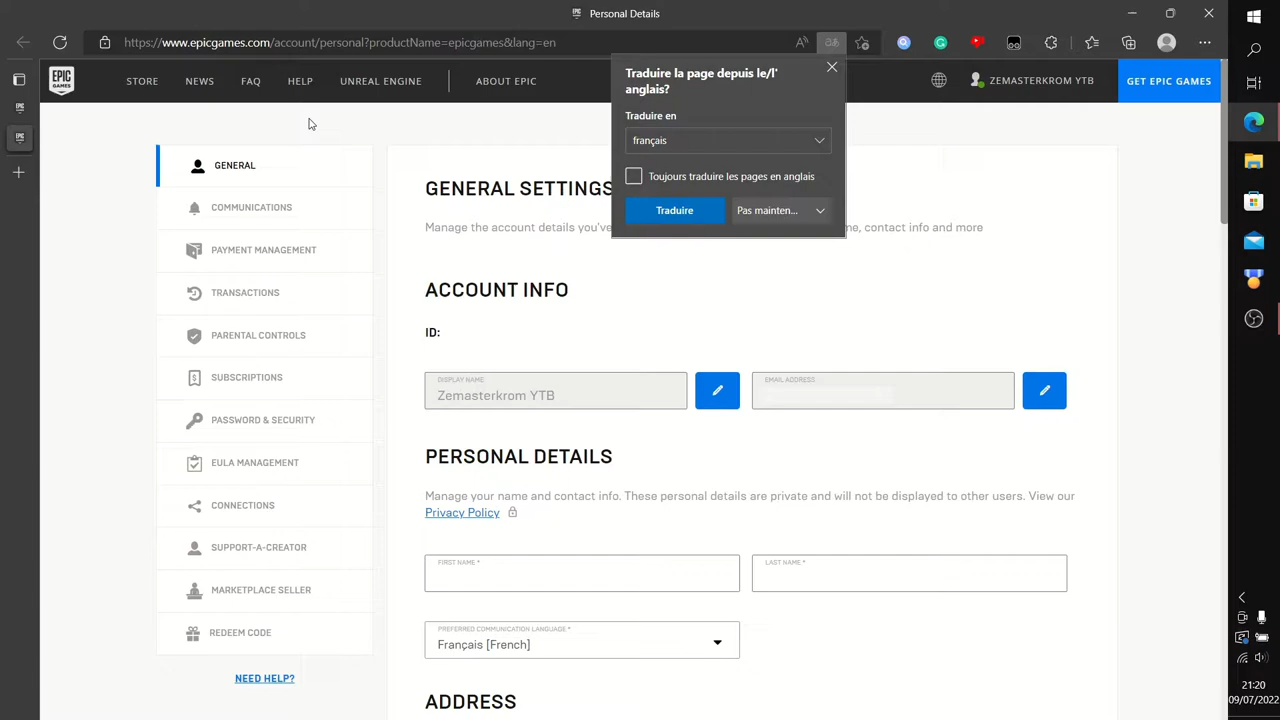 Personal Details
https://www.epicgames.com/account/personal?productName=epicgames&lang=en
EPIC GAMES
STORE
NEWS
FAQ
HELP
UNREAL ENGINE
ABOUT EPIC
ZEMASTERKROM YTB
GET EPIC GAMES
Traduire la page depuis le/l'
anglais?
Traduire en
français
Toujours traduire les pages en anglais
Traduire
Pas mainten...
GENERAL
COMMUNICATIONS
PAYMENT MANAGEMENT
TRANSACTIONS
PARENTAL CONTROLS
SUBSCRIPTIONS
PASSWORD & SECURITY
EULA MANAGEMENT
CONNECTIONS
SUPPORT-A-CREATOR
MARKETPLACE SELLER
REDEEM CODE
NEED HELP?
GENERAL SETTINGS
Manage the account details you've
e, contact info and more
ACCOUNT INFO
ID:
DISPLAY NAME
Zemasterkrom YTB
EMAIL ADDRESS
PERSONAL DETAILS
Manage your name and contact info. These personal details are private and will not be displayed to other users. View our
Privacy Policy
FIRST NAME *
LAST NAME *
PREFERRED COMMUNICATION LANGUAGE *
Français [French]
ADDRESS
21:20
09/07/2022